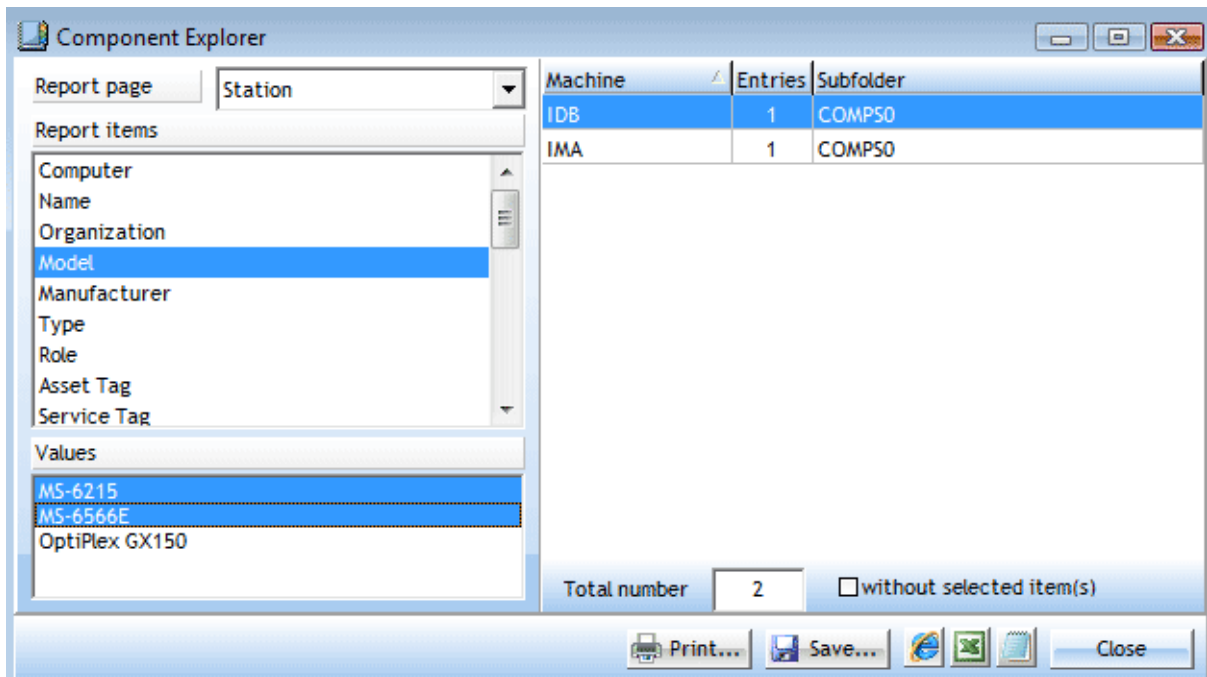 Component Explorer
Report page
Station
Report items
Computer
Name
Organization
Model
Manufacturer
Type
Role
Asset Tag
Service Tag
Values
MS-6215
MS-6566E
OptiPlex GX150
Machine Entries Subfolder
IDB 1 COMPS0
IMA 1 COMPS0
Total number 2 without selected item(s)
Print... Save... Close